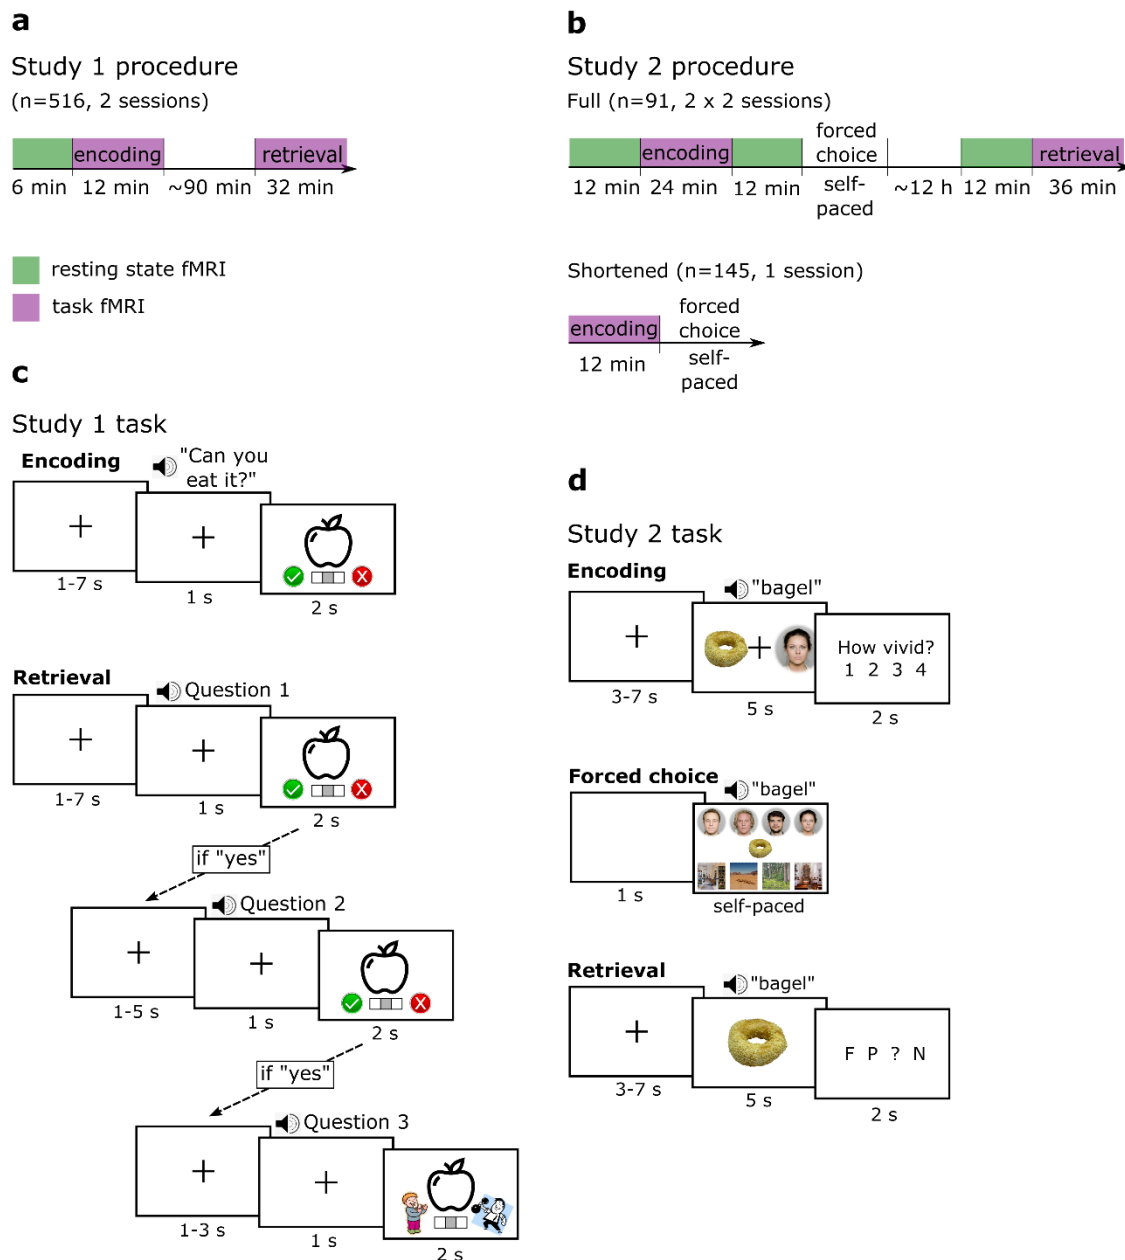 a
Study 1 procedure
(n=516, 2 sessions)
encoding retrieval
6 min 12 min ~90 min 32 min
resting state fMRI
task fMRI
b
Study 2 procedure
Full (n=91, 2 x 2 sessions)
forced
choice
encoding retrieval
12 min 24 min 12 min self-paced ~12 h 12 min 36 min
Shortened (n=145, 1 session)
forced
choice
encoding
12 min self-
paced
c
Study 1 task
Encoding
"Can you
eat it?"
1-7 s
1 s
2 s
Retrieval
Question 1
1-7 s
1 s
2 s
if "yes"
Question 2
1-5 s
1 s
2 s
if "yes"
Question 3
1-3 s
1 s
2 s
d
Study 2 task
Encoding
"bagel"
How vivid?
1 2 3 4
3-7 s
5 s
2 s
Forced choice
"bagel"
1 s
self-paced
Retrieval
"bagel"
F P ? N
3-7 s
5 s
2 s